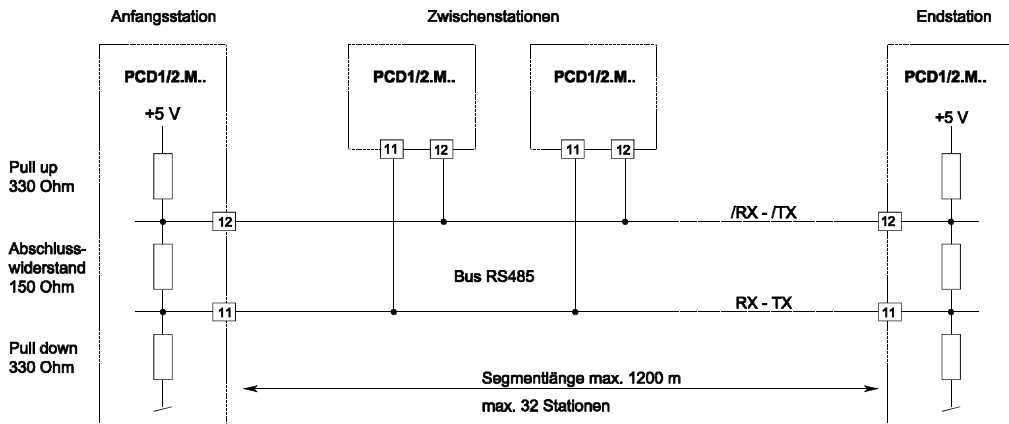 Anfangsstation
Zwischenstationen
Endstation
PCD1/2.M..
PCD1/2.M..
PCD1/2.M..
PCD1/2.M..
+5 V
+5 V
11
12
11
12
Pull up
330 Ohm
/RX - /TX
12
12
Abschluss-
widerstand
150 Ohm
Bus RS485
RX - TX
11
11
Pull down
330 Ohm
Segmentlänge max. 1200 m
max. 32 Stationen